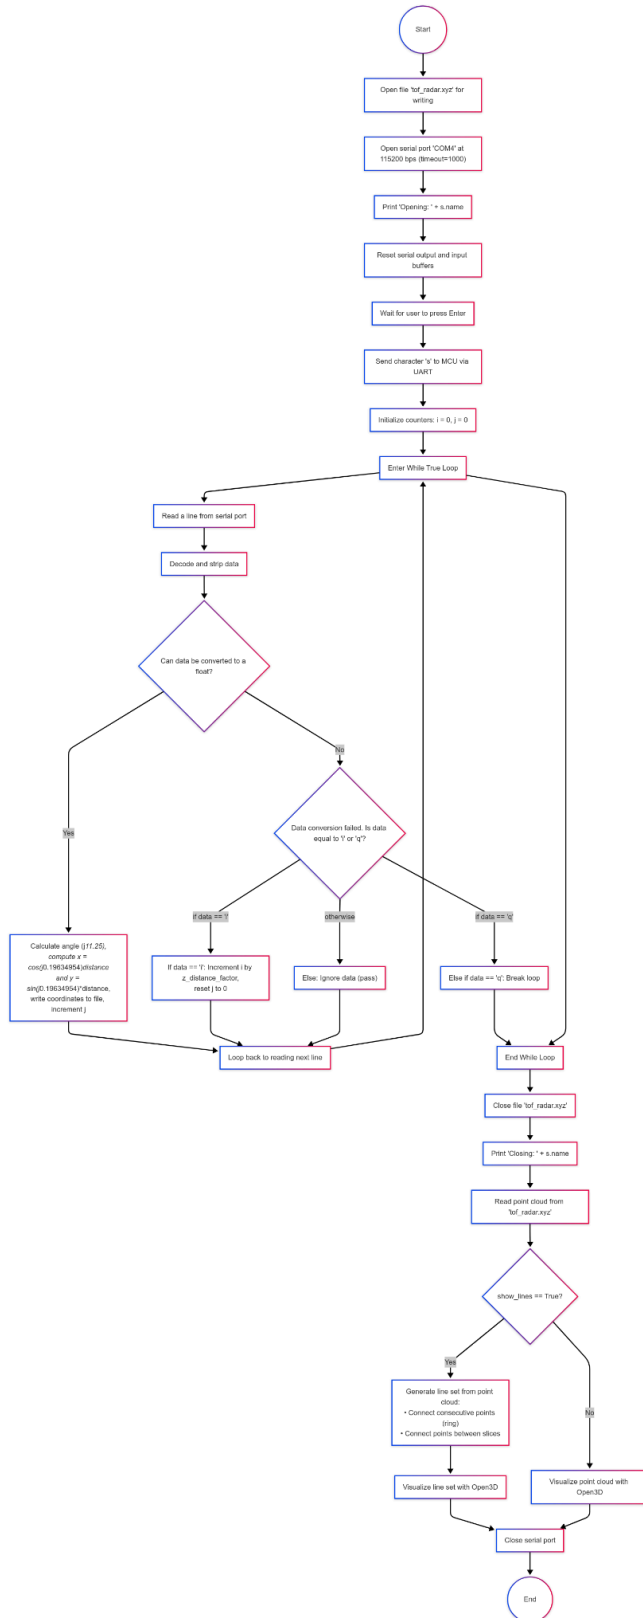 Start
Open file 'tof_radar.xyz' for
writing
Open serial port 'COM4' at
115200 bps (timeout=1000)
Print 'Opening: ' + s.name
Reset serial output and input
buffers
Wait for user to press Enter
Send character 's' to MCU via
UART
Initialize counters: i = 0, j = 0
Enter While True Loop
Read a line from serial port
Decode and strip data
Can data be converted to a
float?
No
Data conversion failed. Is data
equal to 'i' or 'q'?
Yes
if data == 'i'
otherwise
if data == 'q'
Calculate angle (j11.25),
compute x =
cos(j0.19634954)distance
and y =
sin(j0.19634954)*distance,
write coordinates to file,
increment j
If data == 'i': Increment i by
z_distance_factor,
reset j to 0
Else: Ignore data (pass)
Else if data == 'q': Break loop
Loop back to reading next line
End While Loop
Close file 'tof_radar.xyz'
Print 'Closing: ' + s.name
Read point cloud from
'tof_radar.xyz'
show_lines == True?
Yes
Generate line set from point
cloud:
• Connect consecutive points
(ring)
• Connect points between slices
No
Visualize line set with Open3D
Visualize point cloud with
Open3D
Close serial port
End